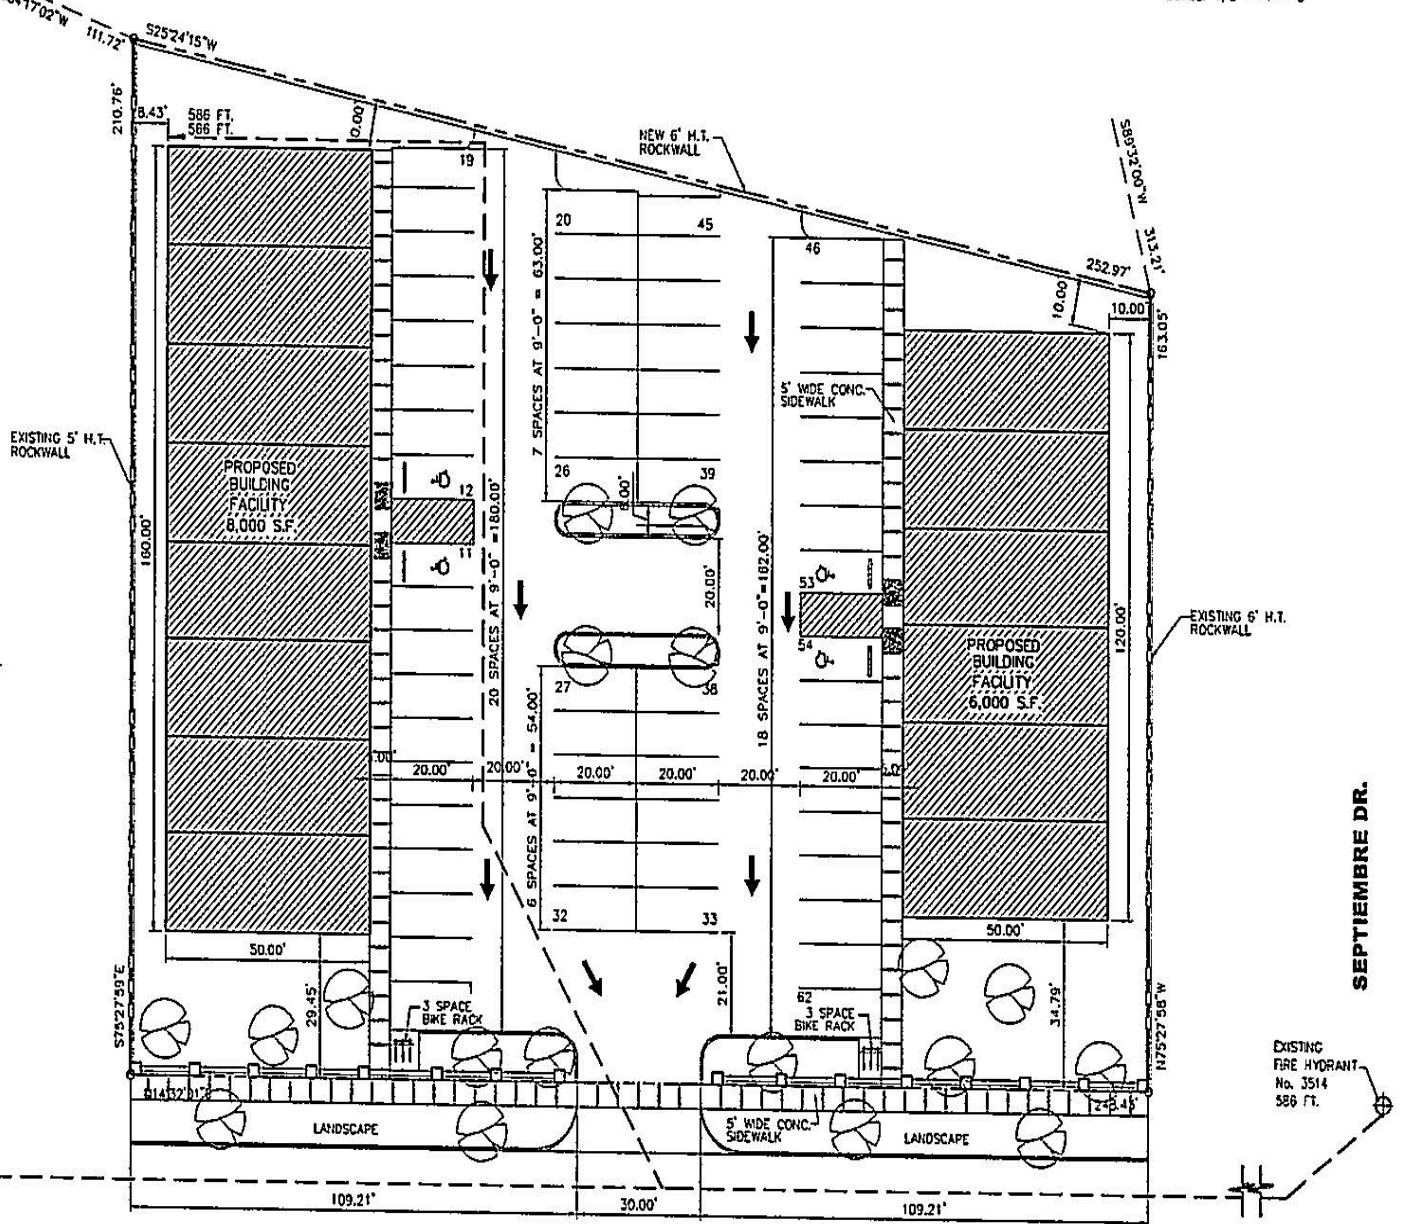 111.72'
S25°24'15"W
210.76'
8.43'
586 FT.
566 FT.
NEW 6' H.T.
ROCKWALL
S89°32'00"W
313.21'
252.97'
10.00'
10.00'
163.05'
19
20
45
46
7 SPACES AT 9'-0" = 63.00'
5' WIDE CONC.
SIDEWALK
EXISTING 5' H.T.
ROCKWALL
PROPOSED
BUILDING
FACILITY
8,000 S.F.
26
39
12
11
160.00'
20 SPACES AT 9'-0" =180.00'
20.00'
18 SPACES AT 9'-0"=162.00'
53
54
EXISTING 6' H.T.
ROCKWALL
120.00'
PROPOSED
BUILDING
FACILITY
6,000 S.F.
27
38
6 SPACES AT 9'-0" = 54.00'
20.00'
20.00'
20.00'
20.00'
20.00'
20.00'
SEPTIEMBRE DR.
32
33
50.00'
50.00'
S75°27'59"E
29.45'
21.00'
62
34.79'
N75°27'58"W
3 SPACE
BIKE RACK
3 SPACE
BIKE RACK
EXISTING
FIRE HYDRANT
No. 3514
586 FT.
LANDSCAPE
5' WIDE CONC.
SIDEWALK
LANDSCAPE
109.21'
30.00'
109.21'